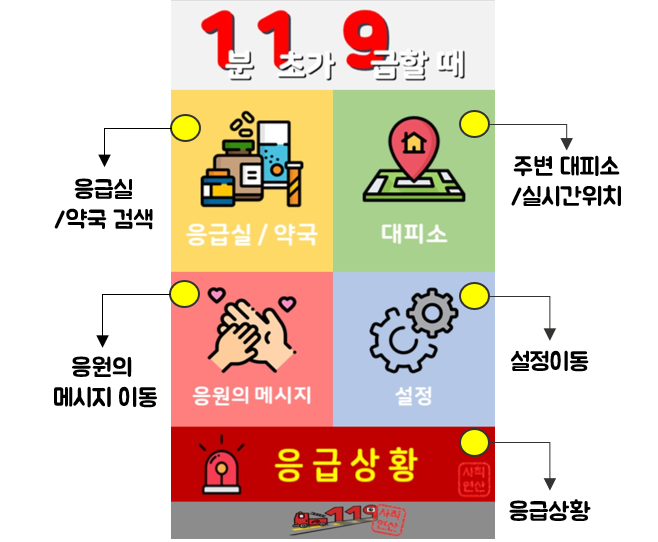 1 1 9
분 초가 급할 때
응급실
/약국 검색
응급실 / 약국
대피소
주변 대피소
/실시간위치
응원의
메시지 이동
응원의 메시지
설정
설정이동
응급상황
사직
연산
응급상황
119
사직
연산